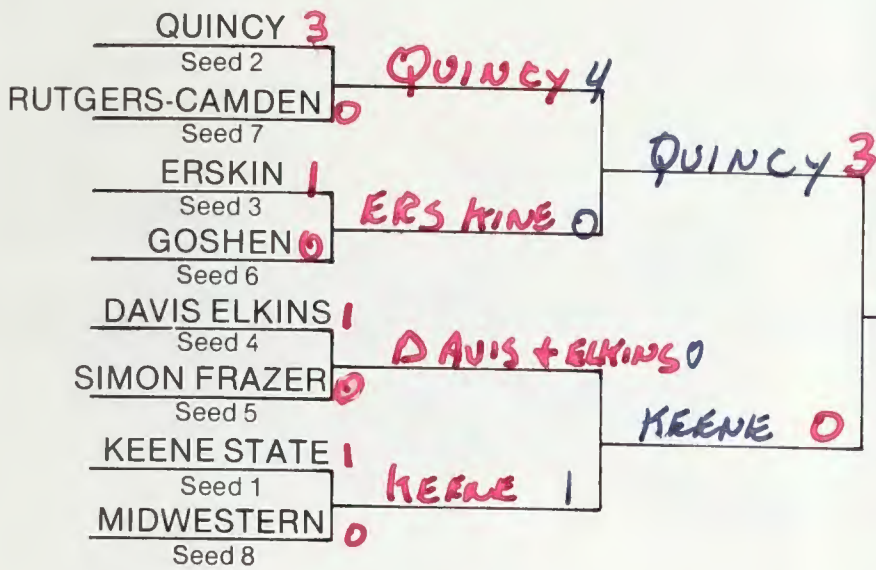 QUINCY 3
Seed 2
QUINCY 4
RUTGERS-CAMDEN 0
Seed 7
QUINCY 3
ERSKIN 1
Seed 3
ERSKINE 0
GOSHEN 0
Seed 6
DAVIS ELKINS 1
Seed 4
DAVIS + ELKINS 0
SIMON FRAZER 0
Seed 5
KEENE 0
KEENE STATE 1
Seed 1
KEENE 1
MIDWESTERN 0
Seed 8